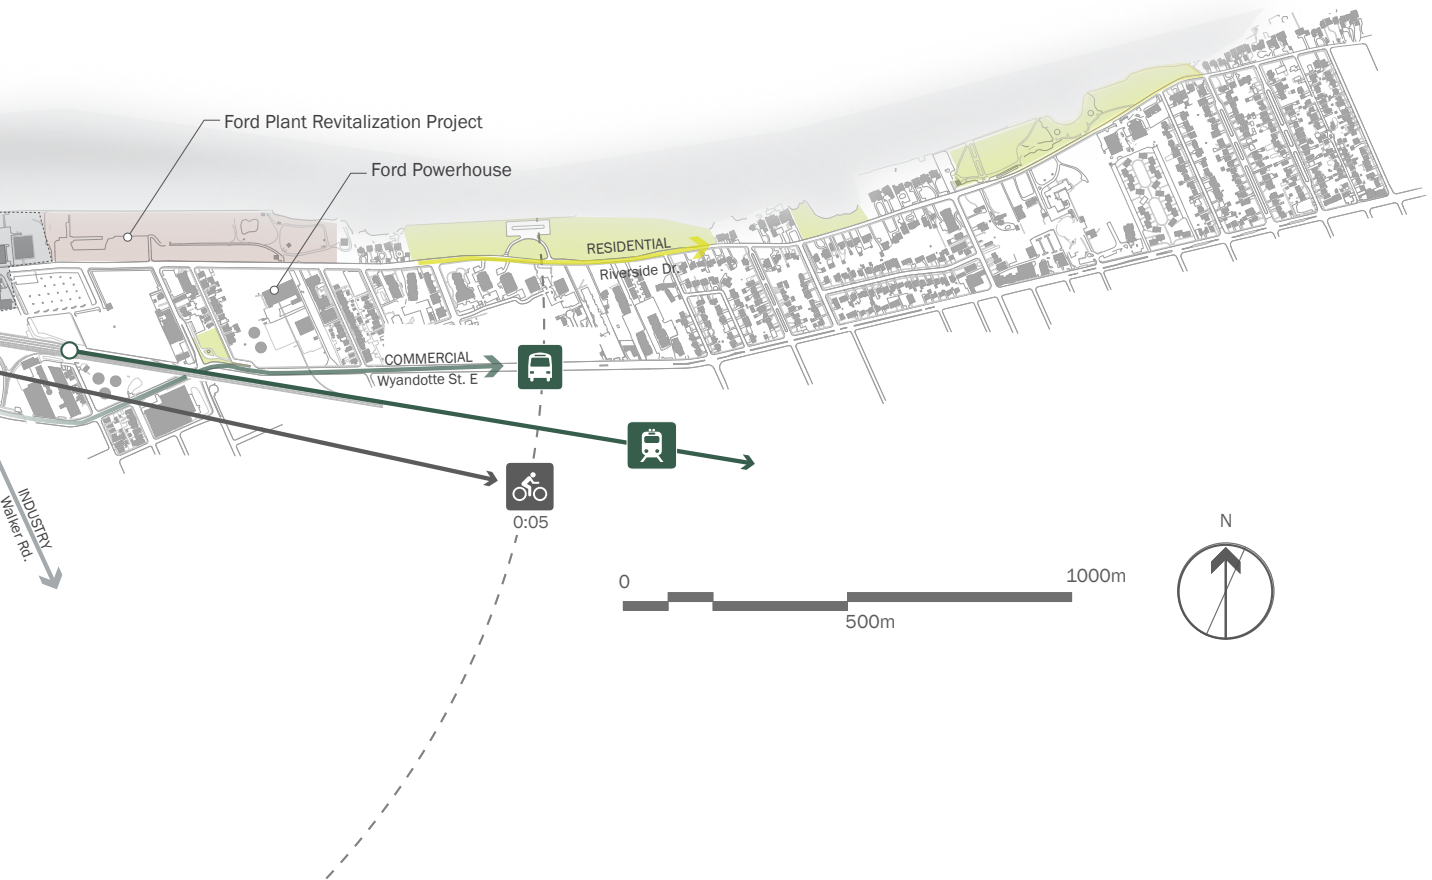 Ford Plant Revitalization Project
Ford Powerhouse
RESIDENTIAL
Riverside Dr.
COMMERCIAL
Wyandotte St. E
INDUSTRY
Walker Rd.
0:05
N
0
1000m
500m